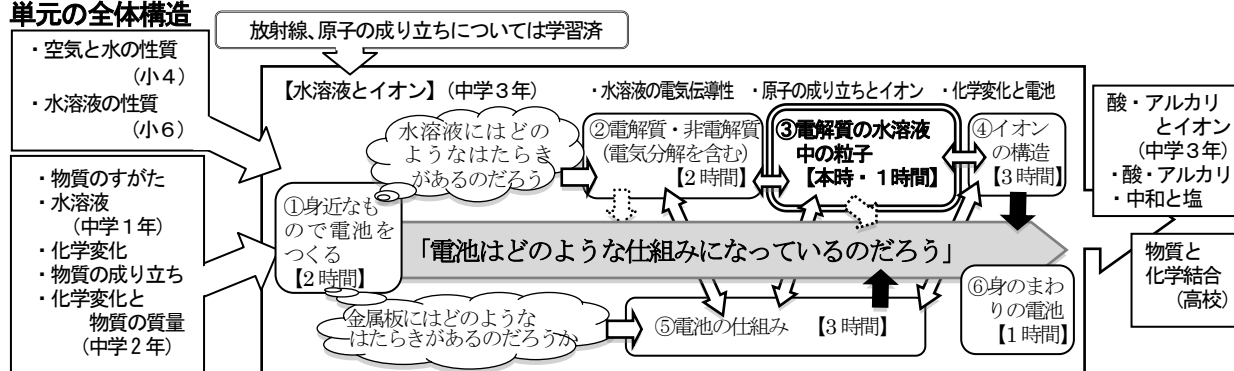 単元の全体構造
放射線、原子の成り立ちについては学習済
・空気と水の性質
(小4)
・水溶液の性質
(小6)
・物質のすがた
・水溶液
(中学1年)
・化学変化
・物質の成り立ち
・化学変化と
物質の質量
(中学2年)
【水溶液とイオン】(中学3年)
・水溶液の電気伝導性 ・原子の成り立ちとイオン ・化学変化と電池
水溶液にはどの
ようなはたらき
があるのだろう
②電解質・非電解質
(電気分解を含む)
【2時間】
③電解質の水溶液
中の粒子
【本時・1時間】
④イオン
の構造
【3時間】
①身近なも
ので電池を
つくる
【2時間】
「電池はどのような仕組みになっているのだろう」
金属板にはどのような
はたらきがあるのだろうか
⑤電池の仕組み 【3時間】
⑥身のまわ
りの電池
【1時間】
酸・アルカリ
とイオン
(中学3年)
・酸・アルカリ
・中和と塩
物質と
化学結合
(高校)